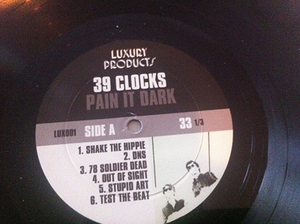 LUXURY
PRODUCTS
39 CLOCKS
PAIN IT DARK
LUX001 SIDE A 33 1/3
1. SHAKE THE HIPPIE
2. DNS
3. 78 SOLDIER DEAD
4. OUT OF SIGHT
5. STUPID ART
6. TEST THE BEAT